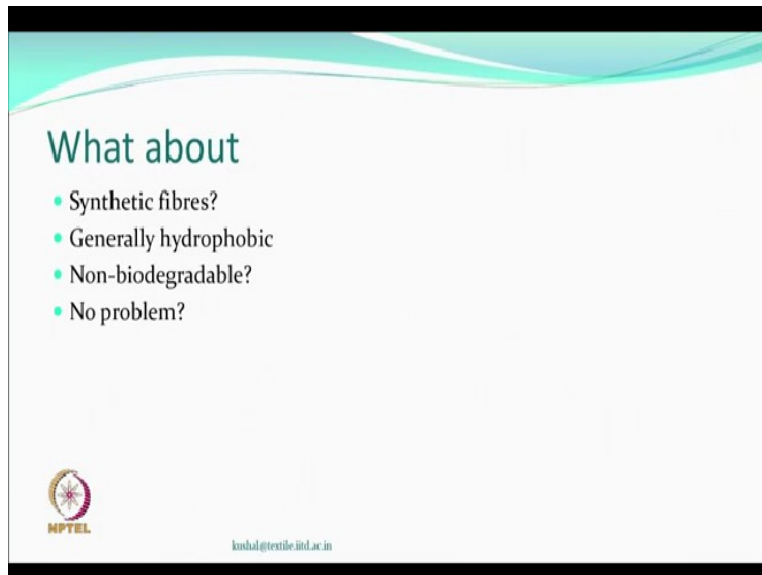 What about
Synthetic fibres?
Generally hydrophobic
Non-biodegradable?
No problem?
NPTEL
kushal@textile.iitd.ac.in